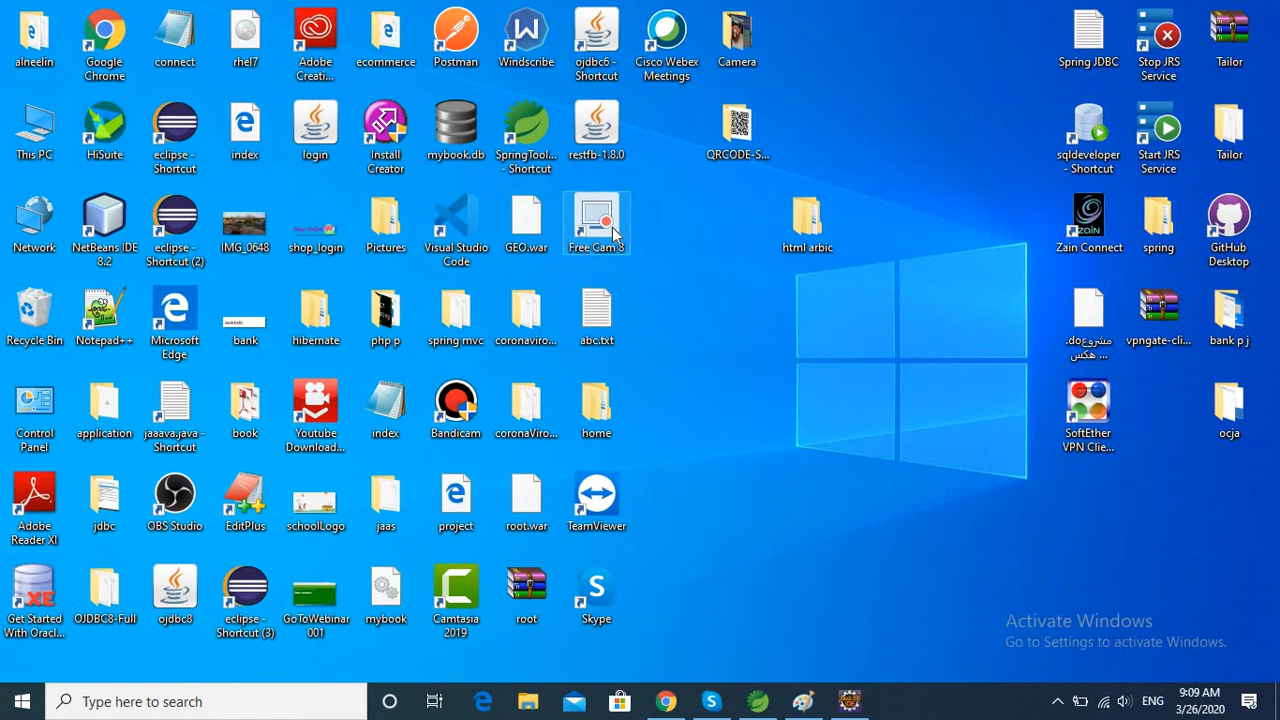 alneelin
Google
Chrome
connect
rhel7
Adobe
Creati...
ecommerce
Postman
Windscribe
ojdbc6 -
Shortcut
Cisco Webex
Meetings
Camera
Spring JDBC
Stop JRS
Service
Tailor
This PC
HiSuite
eclipse -
Shortcut
index
login
Install
Creator
mybook.db
SpringTool...
- Shortcut
restfb-1.8.0
QRCODE-S...
sqldeveloper
- Shortcut
Start JRS
Service
Tailor
Network
NetBeans IDE
8.2
eclipse -
Shortcut (2)
IMG_0648
shop_login
Pictures
Visual Studio
Code
GEO.war
Free Cam 8
html arbic
Zain Connect
spring
GitHub
Desktop
Recycle Bin
Notepad++
Microsoft
Edge
bank
hibernate
php p
spring mvc
coronaviro...
abc.txt
مشروعdo.
... هكس
vpngate-cli...
bank p j
Control
Panel
application
jaaava.java -
Shortcut
book
Youtube
Download...
index
Bandicam
coronaViro...
home
SoftEther
VPN Clie...
ocja
Adobe
Reader XI
jdbc
OBS Studio
EditPlus
schoolLogo
jaas
project
root.war
TeamViewer
Get Started
With Oracl...
OJDBC8-Full
ojdbc8
eclipse -
Shortcut (3)
GoToWebinar
001
mybook
Camtasia
2019
root
Skype
Activate Windows
Go to Settings to activate Windows.
Type here to search
ENG
9:09 AM
3/26/2020